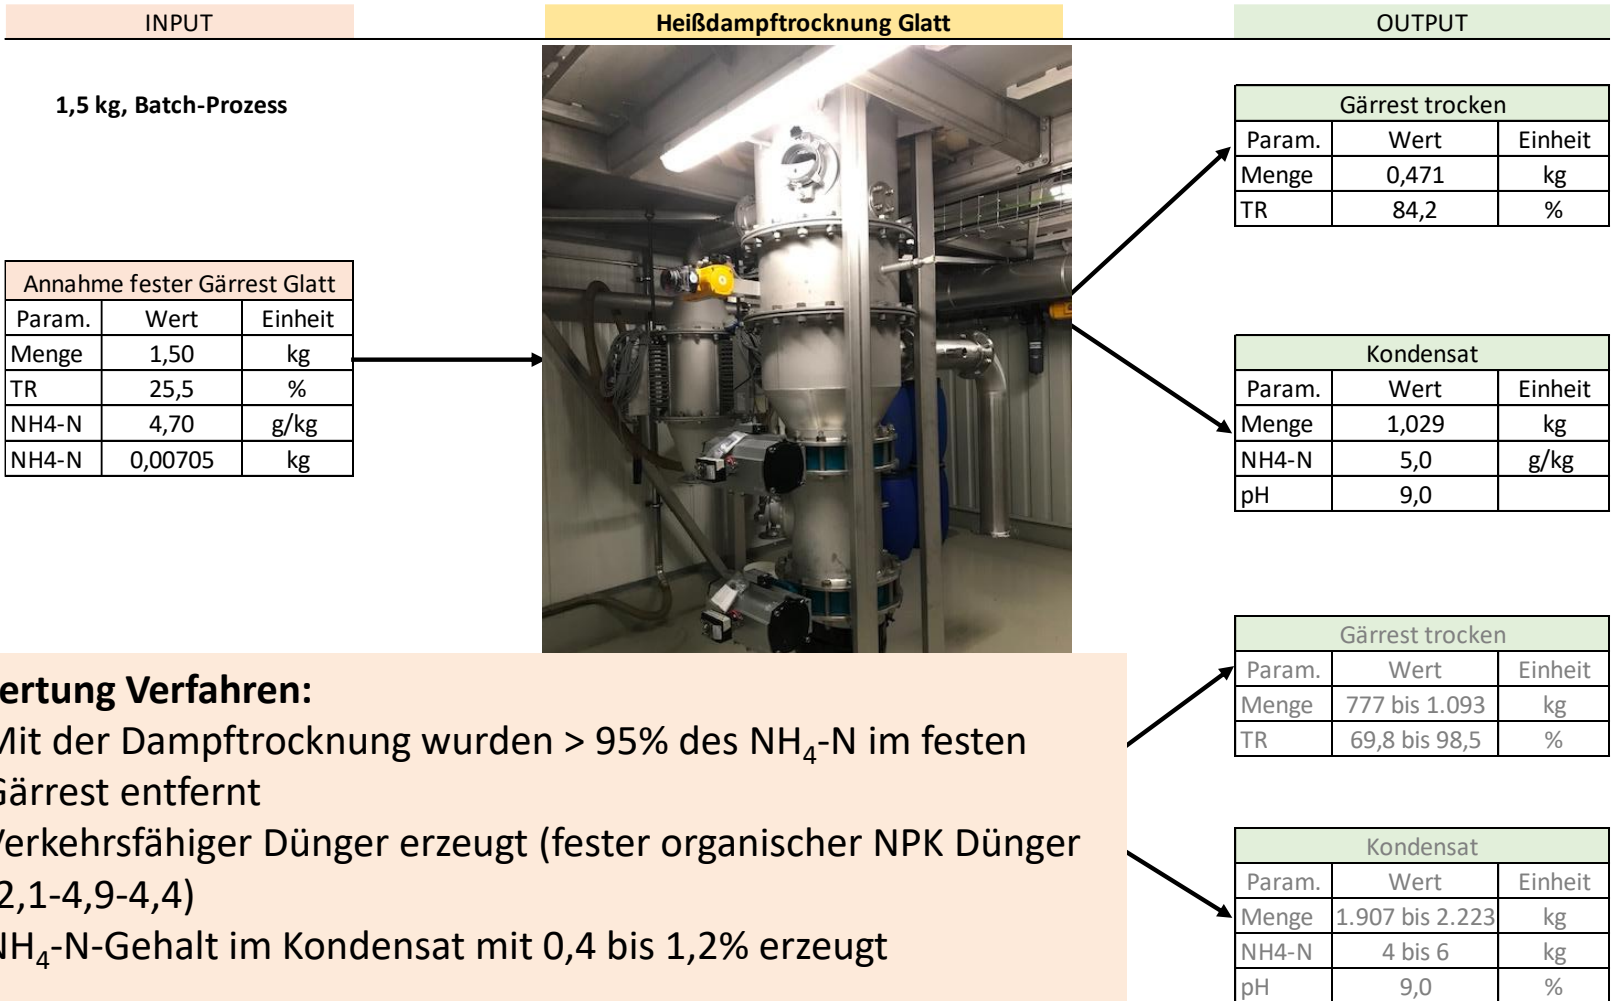 INPUT
Heißdampftrocknung Glatt
OUTPUT
1,5 kg, Batch-Prozess
Annahme fester Gärrest Glatt
Param. Wert Einheit
Menge 1,50 kg
TR 25,5 %
NH4-N 4,70 g/kg
NH4-N 0,00705 kg
Gärrest trocken
Param. Wert Einheit
Menge 0,471 kg
TR 84,2 %
Kondensat
Param. Wert Einheit
Menge 1,029 kg
NH4-N 5,0 g/kg
pH 9,0
Gärrest trocken
Param. Wert Einheit
Menge 777 bis 1.093 kg
TR 69,8 bis 98,5 %
Kondensat
Param. Wert Einheit
Menge 1.907 bis 2.223 kg
NH4-N 4 bis 6 kg
pH 9,0 %
ertung Verfahren:
Mit der Dampftrocknung wurden > 95% des NH₄-N im festen
Gärrest entfernt
Verkehrsfähiger Dünger erzeugt (fester organischer NPK Dünger
2,1-4,9-4,4)
NH₄-N-Gehalt im Kondensat mit 0,4 bis 1,2% erzeugt